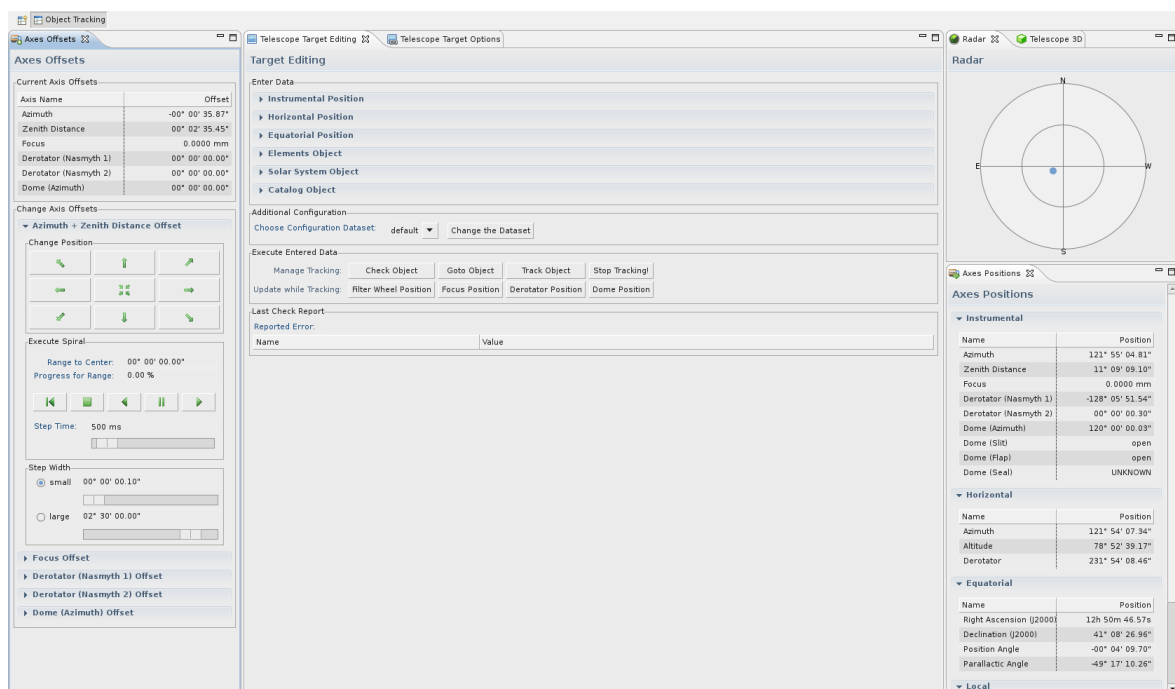 Object Tracking
Axes Offsets
Axes Offsets
Current Axis Offsets
Axis Name Offset
Azimuth -00° 00' 35.87"
Zenith Distance 00° 02' 35.45"
Focus 0.0000 mm
Derotator (Nasmyth 1) 00° 00' 00.00"
Derotator (Nasmyth 2) 00° 00' 00.00"
Dome (Azimuth) 00° 00' 00.00"
Change Axis Offsets
Azimuth + Zenith Distance Offset
Change Position
Execute Spiral
Range to Center: 00° 00' 00.00"
Progress for Range: 0.00 %
Step Time: 500 ms
Step Width
small 00° 00' 00.10"
large 02° 30' 00.00"
Focus Offset
Derotator (Nasmyth 1) Offset
Derotator (Nasmyth 2) Offset
Dome (Azimuth) Offset
Telescope Target Editing Telescope Target Options
Target Editing
Enter Data
Instrumental Position
Horizontal Position
Equatorial Position
Elements Object
Solar System Object
Catalog Object
Additional Configuration
Choose Configuration Dataset: default Change the Dataset
Execute Entered Data
Manage Tracking: Check Object Goto Object Track Object Stop Tracking!
Update while Tracking: Filter Wheel Position Focus Position Derotator Position Dome Position
Last Check Report
Reported Error:
Name Value
Radar Telescope 3D
Radar
N
E W
S
Axes Positions
Axes Positions
Instrumental
Name Position
Azimuth 121° 55' 04.81"
Zenith Distance 11° 09' 09.10"
Focus 0.0000 mm
Derotator (Nasmyth 1) -128° 05' 51.54"
Derotator (Nasmyth 2) 00° 00' 00.30"
Dome (Azimuth) 120° 00' 00.03"
Dome (Slit) open
Dome (Flap) open
Dome (Seal) UNKNOWN
Horizontal
Name Position
Azimuth 121° 54' 07.34"
Altitude 78° 52' 39.17"
Derotator 231° 54' 08.46"
Equatorial
Name Position
Right Ascension (J2000) 12h 50m 46.57s
Declination (J2000) 41° 08' 26.96"
Position Angle -00° 04' 09.70"
Parallactic Angle -49° 17' 10.26"
Local